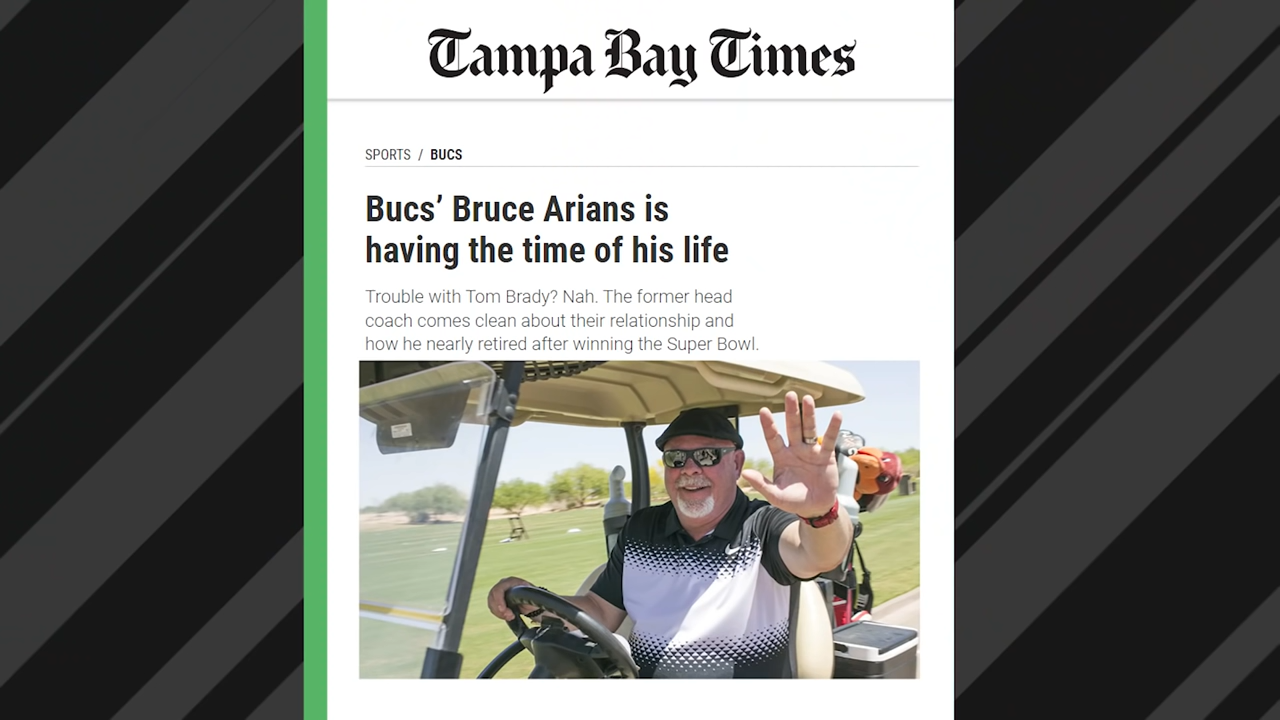 Tampa Bay Times
SPORTS / BUCS
Bucs’ Bruce Arians is
having the time of his life
Trouble with Tom Brady? Nah. The former head
coach comes clean about their relationship and
how he nearly retired after winning the Super Bowl.